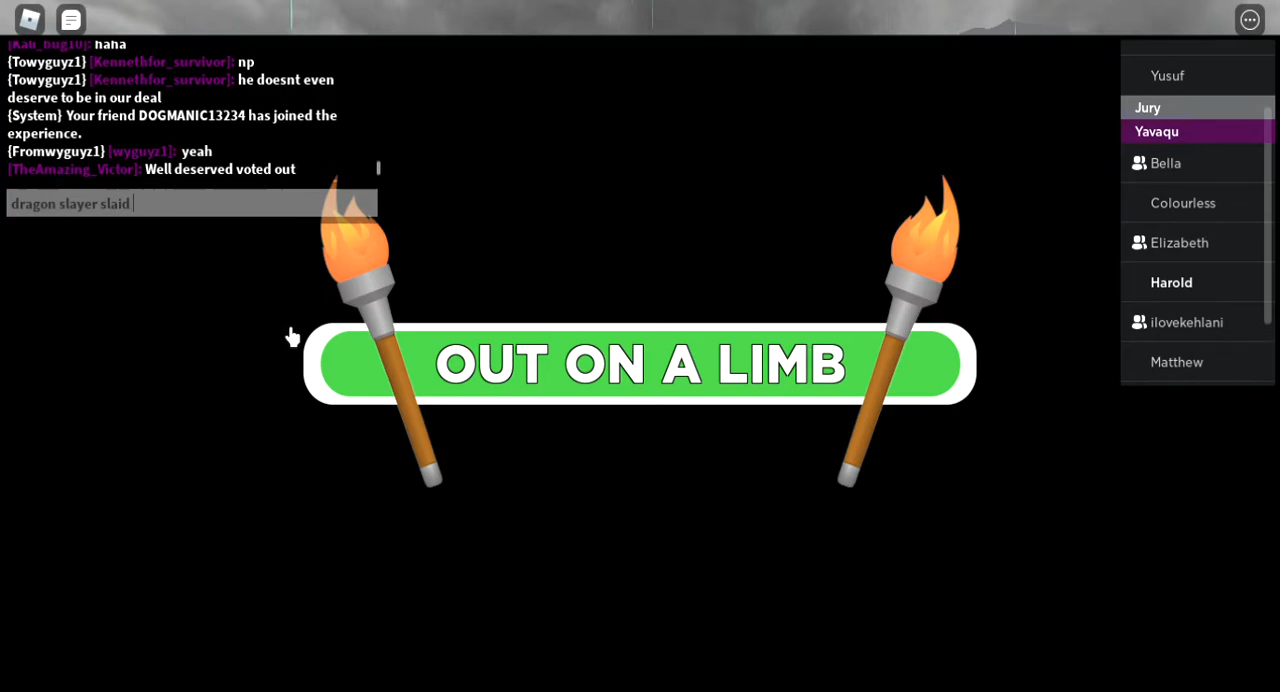 [Kab_bug10]: haha
{Towyguyz1} [Kennethfor_survivor]: np
{Towyguyz1} [Kennethfor_survivor]: he doesnt even
deserve to be in our deal
{System} Your friend DOGMANIC13234 has joined the
experience.
{Fromwyguyz1} [wyguyz1]: yeah
[TheAmazing_Victor]: Well deserved voted out
dragon slayer slaid
OUT ON A LIMB
Yusuf
Jury
Yavaqu
Bella
Colourless
Elizabeth
Harold
ilovekehlani
Matthew